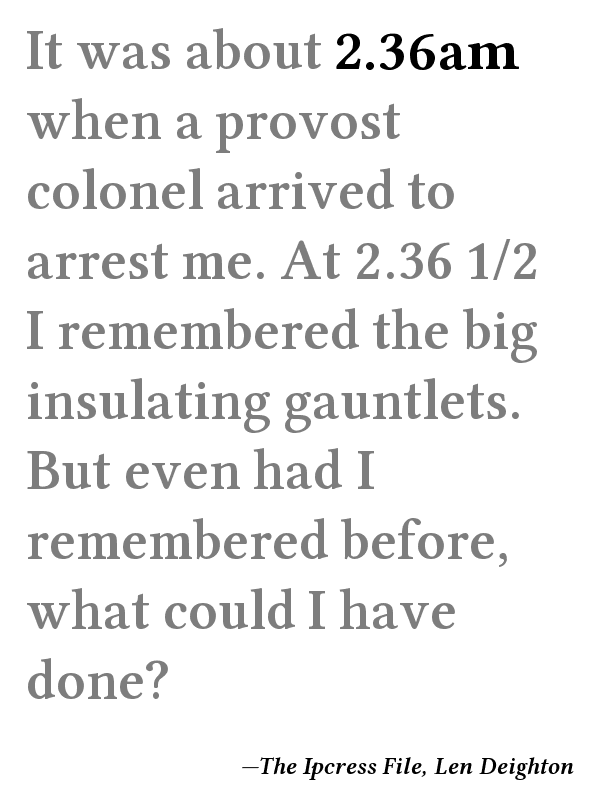 It was about 2.36am
when a provost
colonel arrived to
arrest me. At 2.36 1/2
I remembered the big
insulating gauntlets.
But even had I
remembered before,
what could I have
done?
—The Ipcress File, Len Deighton